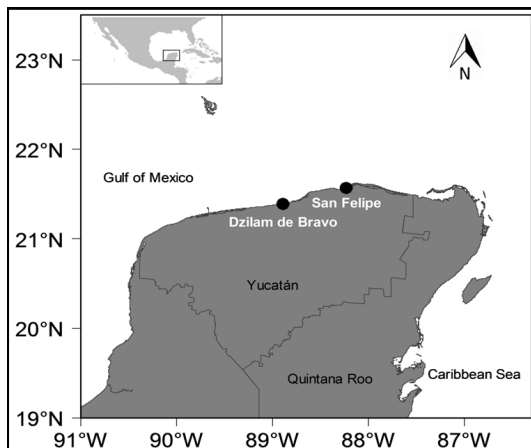 23°N
N
22°N
Gulf of Mexico
San Felipe
Dzilam de Bravo
21°N
Yucatán
20°N
Quintana Roo
Caribbean Sea
19°N
91°W 90°W 89°W 88°W 87°W